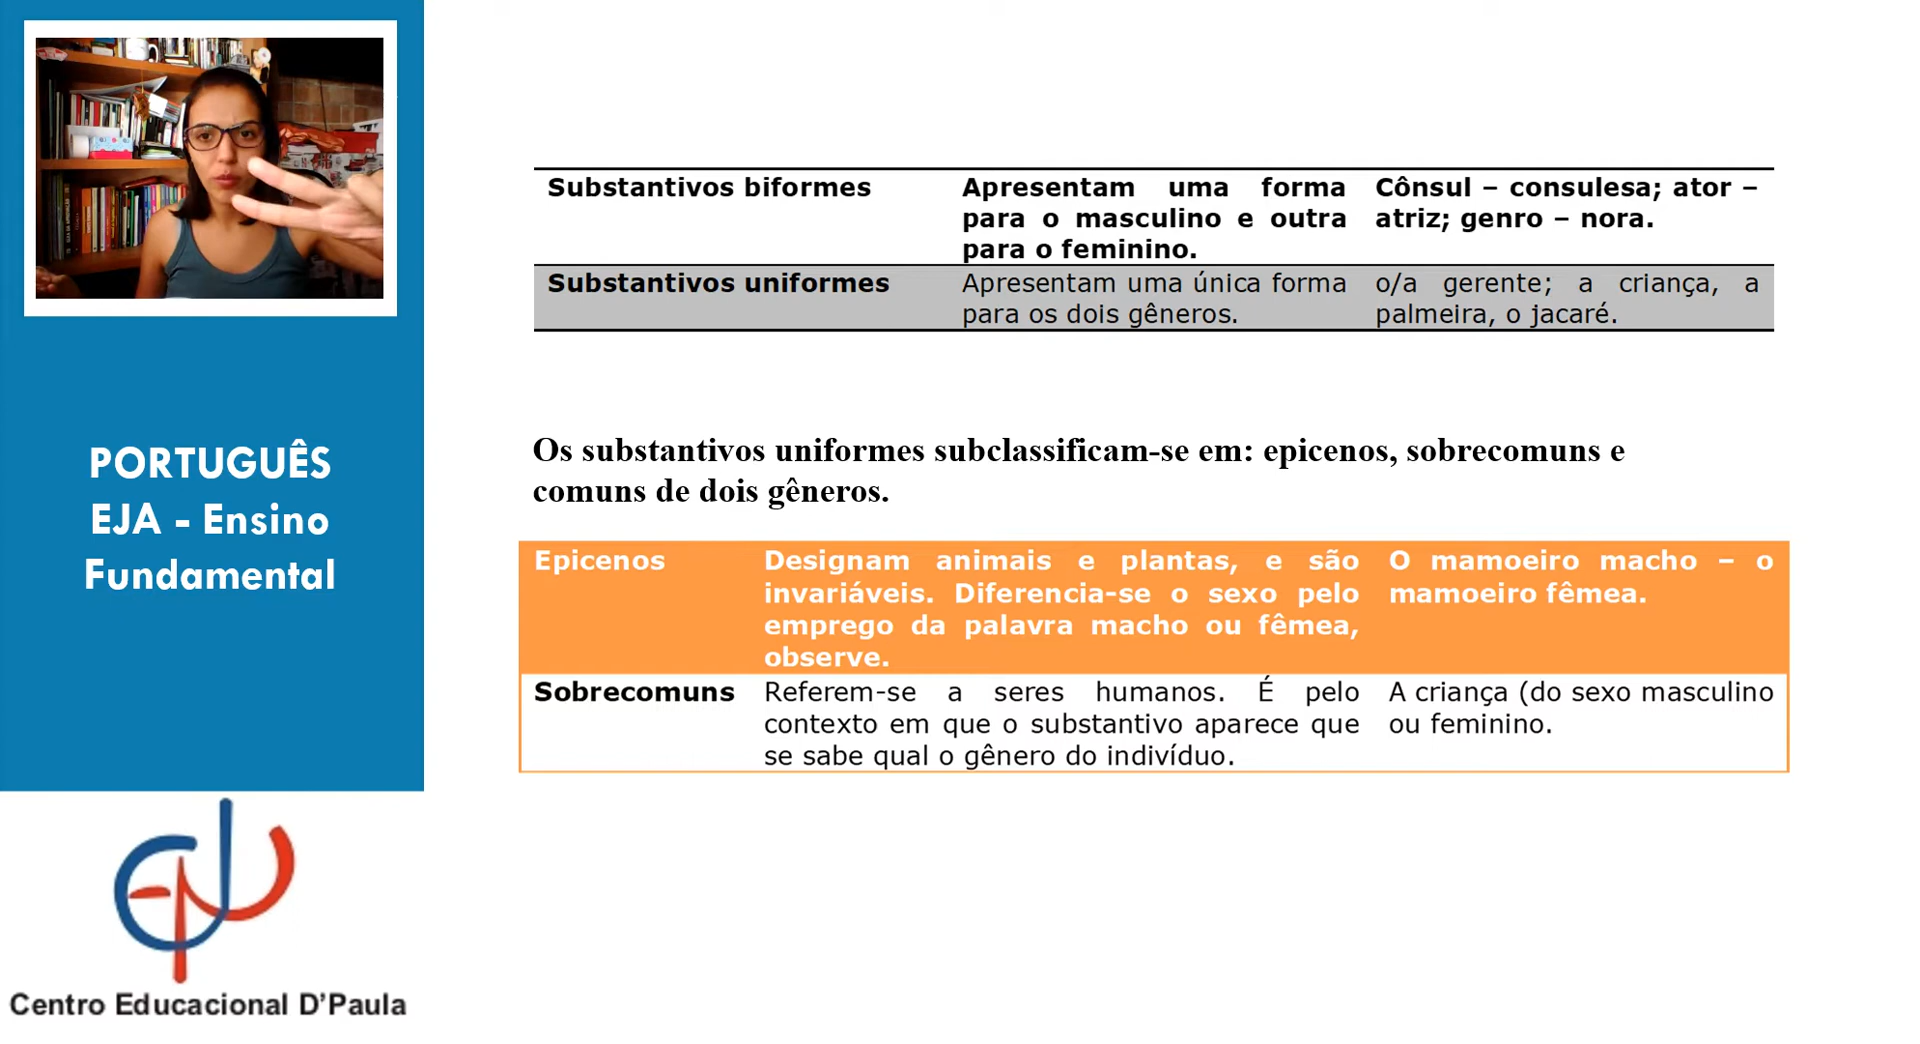 Substantivos biformes
Apresentam uma forma
para o masculino e outra
para o feminino.
Cônsul – consulesa; ator –
atriz; genro – nora.
Substantivos uniformes
Apresentam uma única forma
para os dois gêneros.
o/a gerente; a criança, a
palmeira, o jacaré.
Os substantivos uniformes subclassificam-se em: epicenos, sobrecomuns e
comuns de dois gêneros.
Epicenos
Designam animais e plantas, e são
invariáveis. Diferencia-se o sexo pelo
emprego da palavra macho ou fêmea,
observe.
O mamoeiro macho – o
mamoeiro fêmea.
Sobrecomuns
Referem-se a seres humanos. É pelo
contexto em que o substantivo aparece que
se sabe qual o gênero do indivíduo.
A criança (do sexo masculino
ou feminino.
PORTUGUÊS
EJA - Ensino
Fundamental
Centro Educacional D'Paula